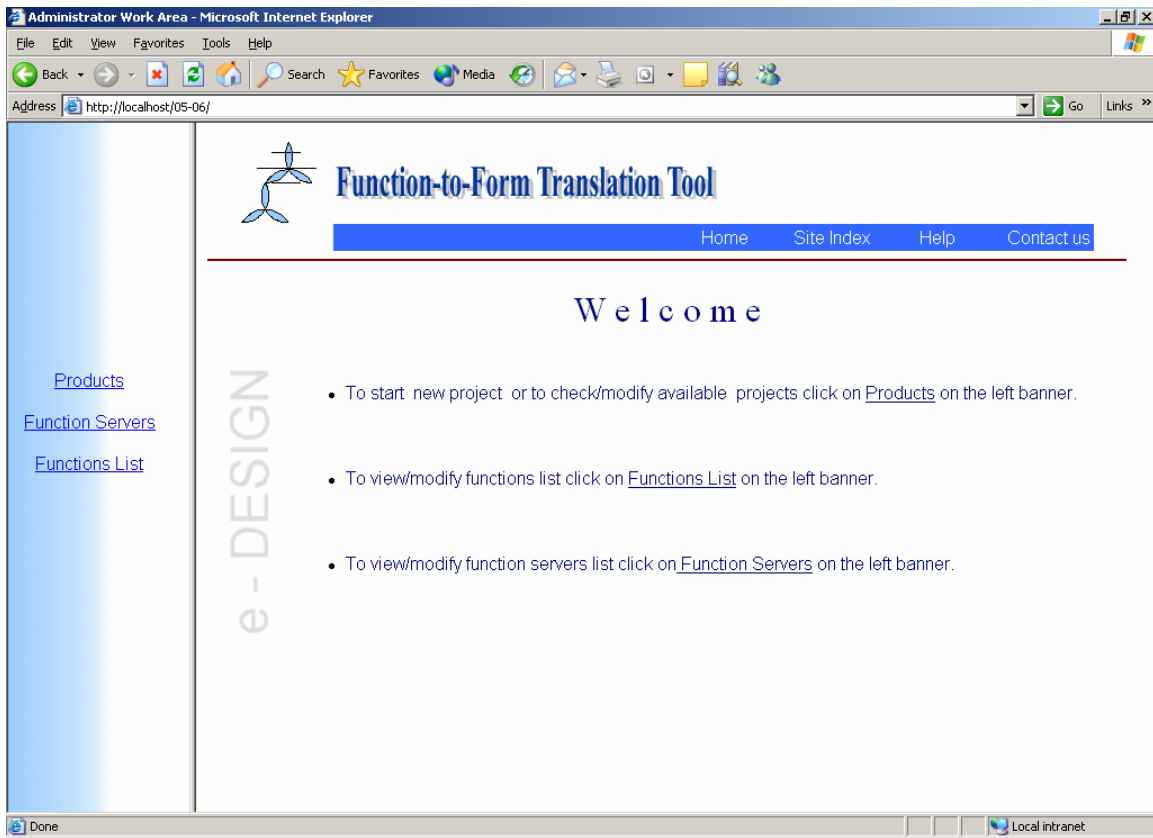 Administrator Work Area - Microsoft Internet Explorer
File Edit View Favorites Tools Help
Back Search Favorites Media
Address http://localhost/05-06/ Go Links »
Function-to-Form Translation Tool
Home Site Index Help Contact us
Welcome
Products
Function Servers
Functions List
e - DESIGN
• To start new project or to check/modify available projects click on Products on the left banner.
• To view/modify functions list click on Functions List on the left banner.
• To view/modify function servers list click on Function Servers on the left banner.
Done Local intranet